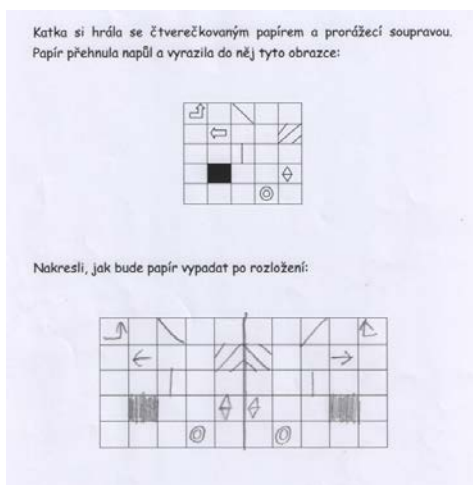 Katka si hrála se čtverečkovaným papírem a prorážecí soupravou.
Papír přehnula napůl a vyrazila do něj tyto obrazce:
Nakresli, jak bude papír vypadat po rozložení: